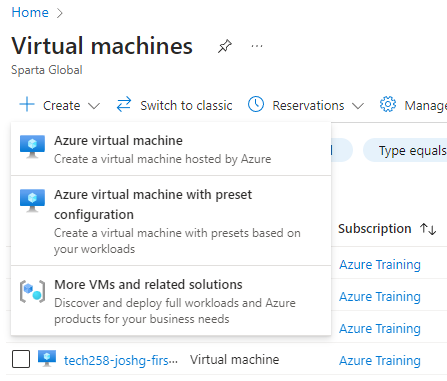 Home >
Virtual machines
Sparta Global
Create
Switch to classic
Reservations
Manage
Azure virtual machine
Create a virtual machine hosted by Azure
Type equals
Azure virtual machine with preset
configuration
Create a virtual machine with presets based on
your workloads
Subscription ↑↓
Azure Training
More VMs and related solutions
Discover and deploy full workloads and Azure
products for your business needs
Azure Training
Azure Training
tech258-joshg-firs... Virtual machine Azure Training